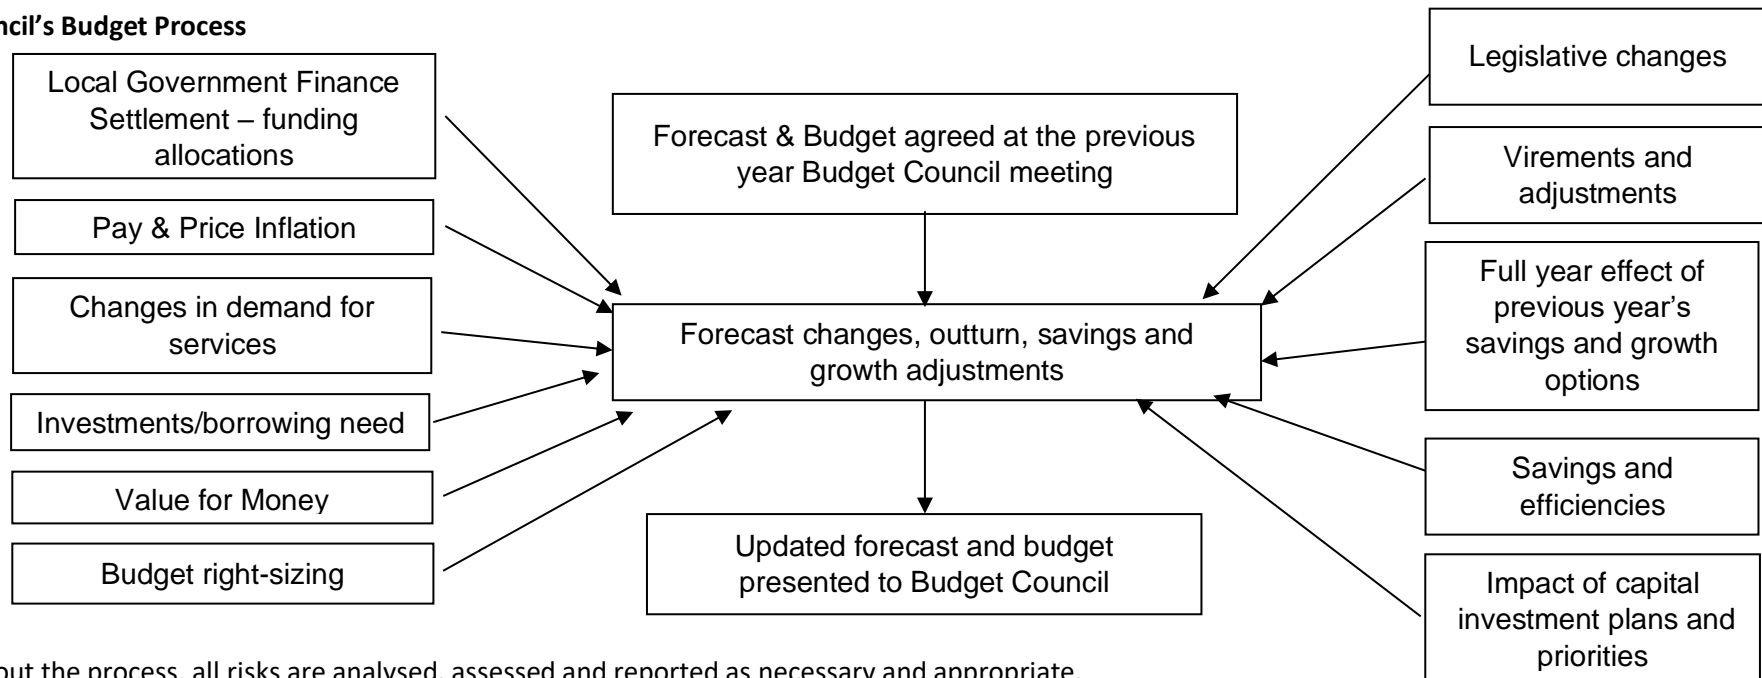 ncil's Budget Process
Local Government Finance
Settlement – funding
allocations
Pay & Price Inflation
Changes in demand for
services
Investments/borrowing need
Value for Money
Budget right-sizing
Forecast & Budget agreed at the previous
year Budget Council meeting
Forecast changes, outturn, savings and
growth adjustments
Updated forecast and budget
presented to Budget Council
Legislative changes
Virements and
adjustments
Full year effect of
previous year's
savings and growth
options
Savings and
efficiencies
Impact of capital
investment plans and
priorities
out the process, all risks are analysed, assessed and reported as necessary and appropriate.